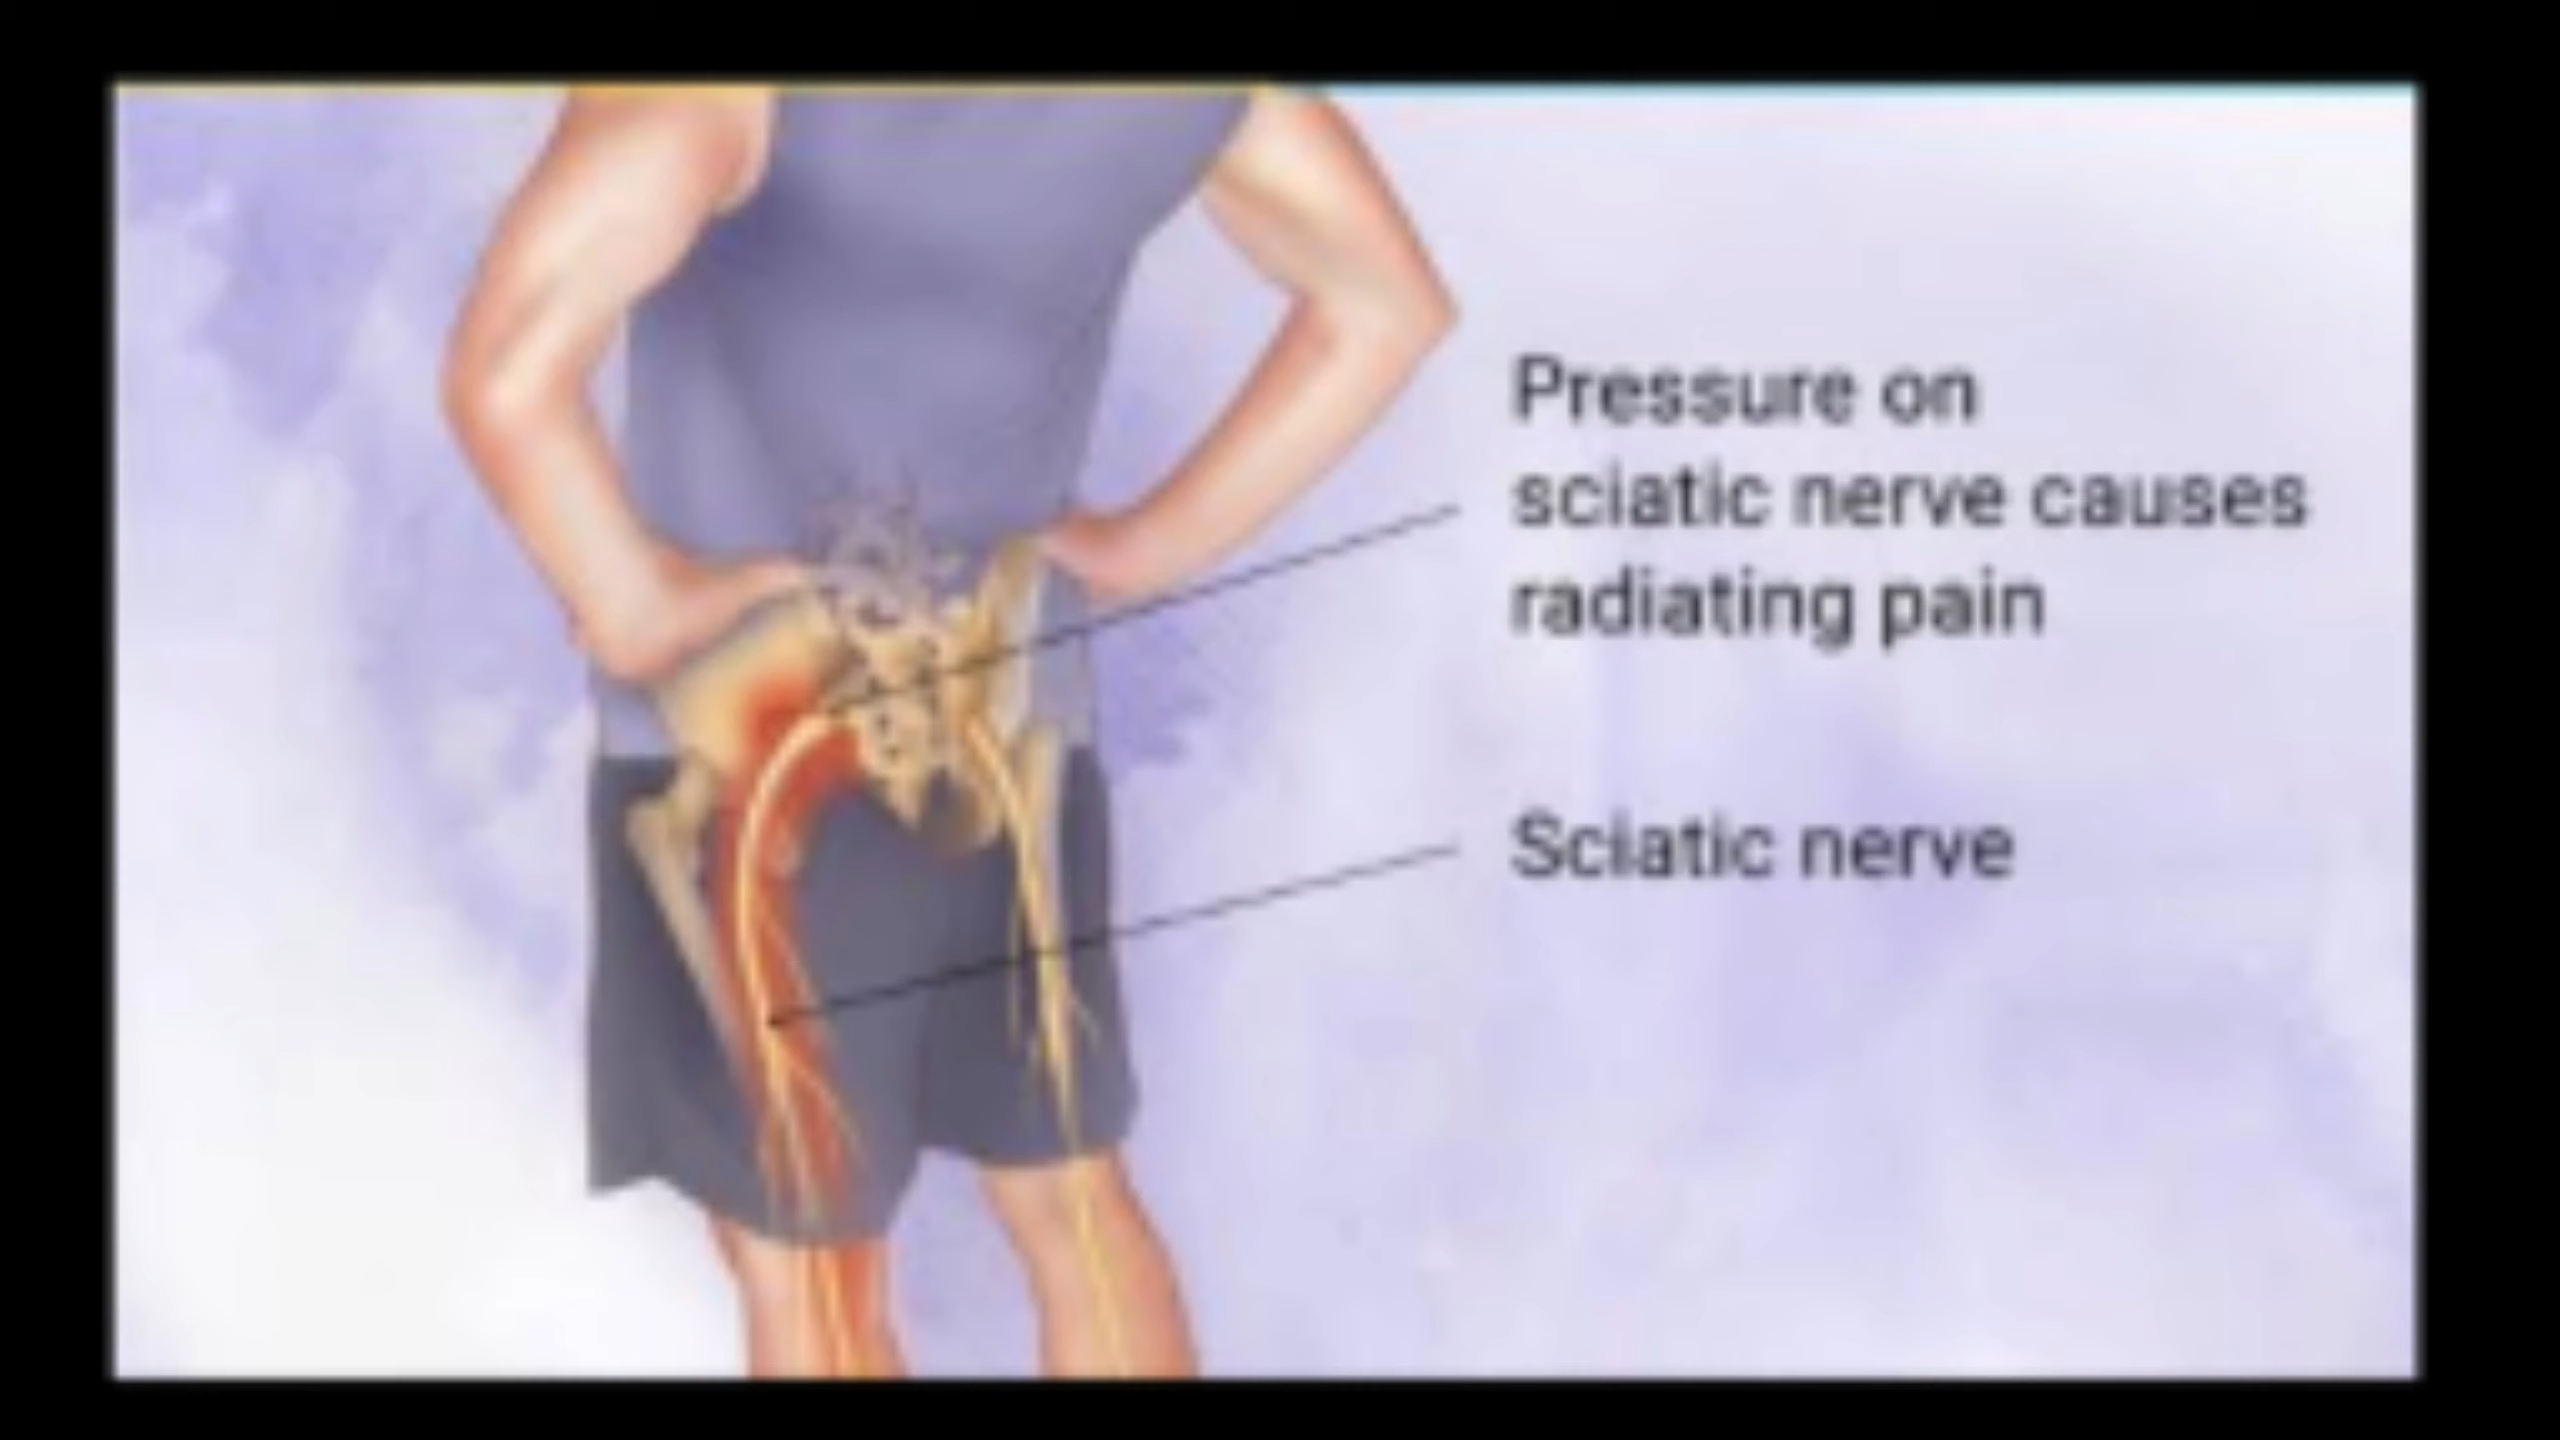 Pressure on
sciatic nerve causes
radiating pain
Sciatic nerve